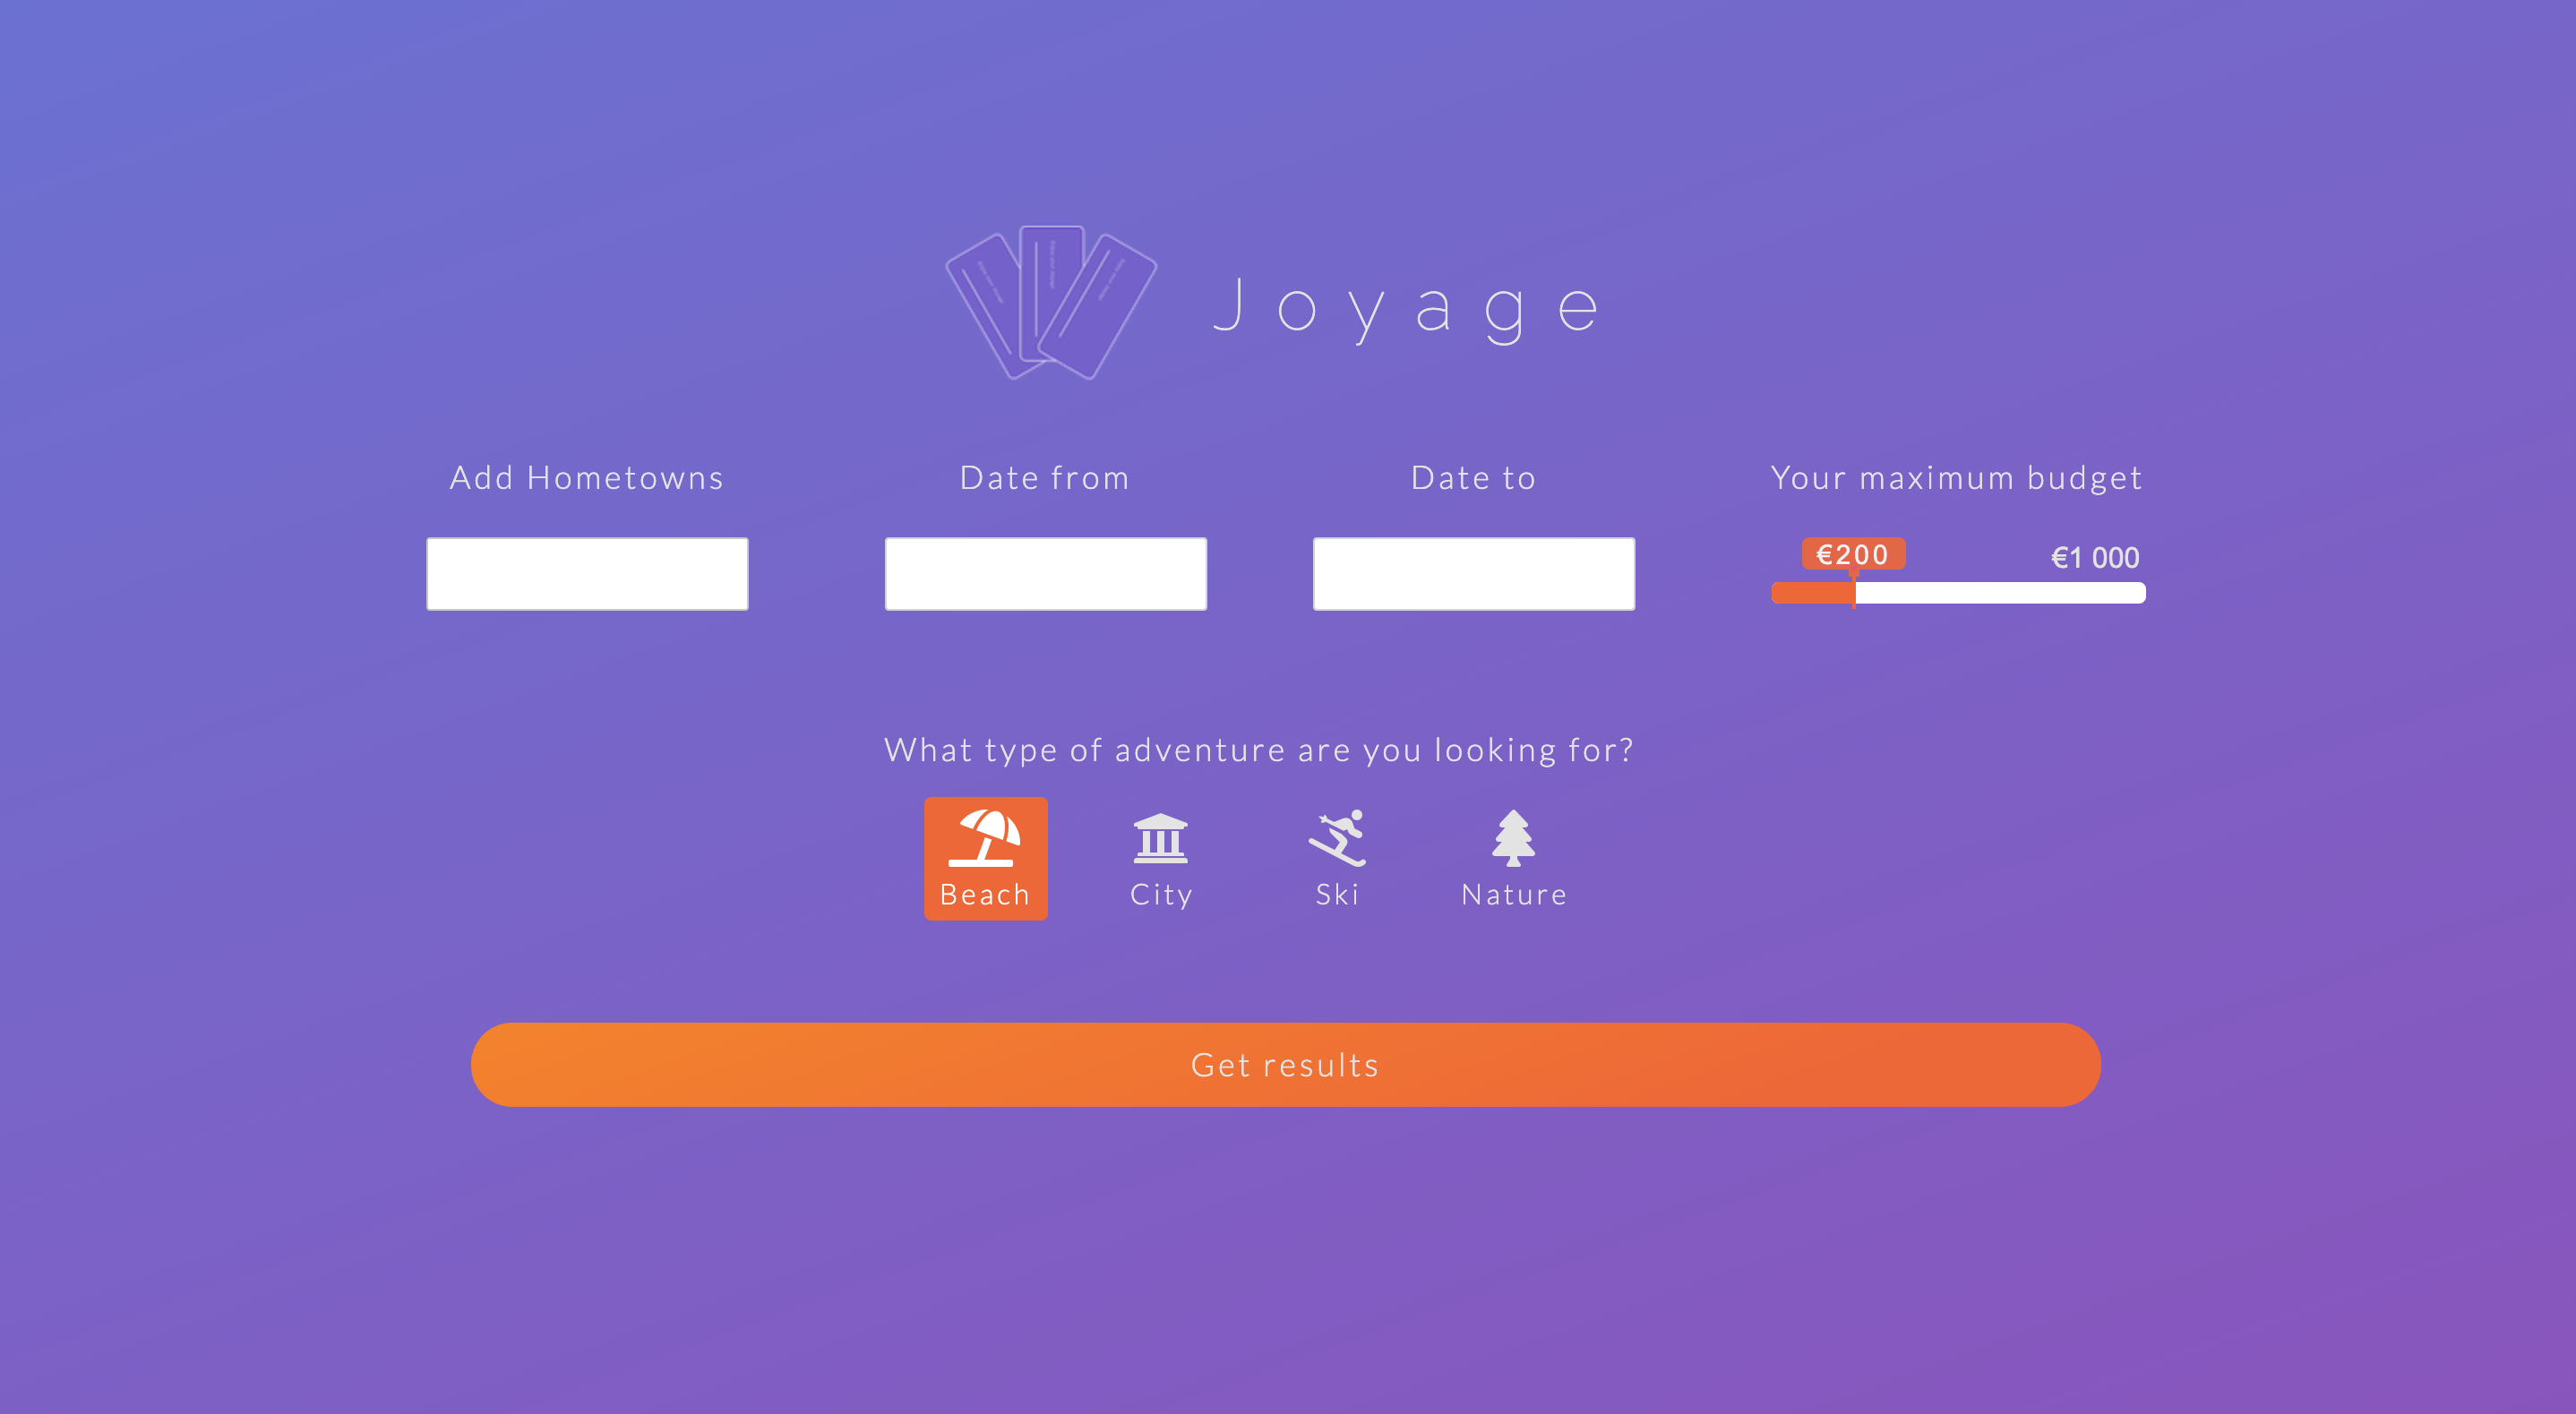 Joyage
Add Hometowns
Date from
Date to
Your maximum budget
€200
€1 000
What type of adventure are you looking for?
Beach
City
Ski
Nature
Get results